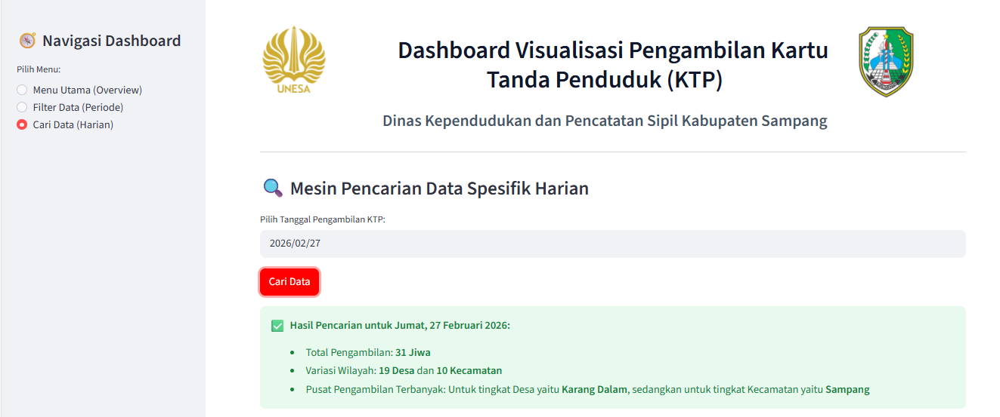 Navigasi Dashboard
Pilih Menu:
Menu Utama (Overview)
Filter Data (Periode)
Cari Data (Harian)
UNESA
Dashboard Visualisasi Pengambilan Kartu
Tanda Penduduk (KTP)
Dinas Kependudukan dan Pencatatan Sipil Kabupaten Sampang
Mesin Pencarian Data Spesifik Harian
Pilih Tanggal Pengambilan KTP:
2026/02/27
Cari Data
Hasil Pencarian untuk Jumat, 27 Februari 2026:
• Total Pengambilan: 31 Jiwa
• Variasi Wilayah: 19 Desa dan 10 Kecamatan
• Pusat Pengambilan Terbanyak: Untuk tingkat Desa yaitu Karang Dalam, sedangkan untuk tingkat Kecamatan yaitu Sampang